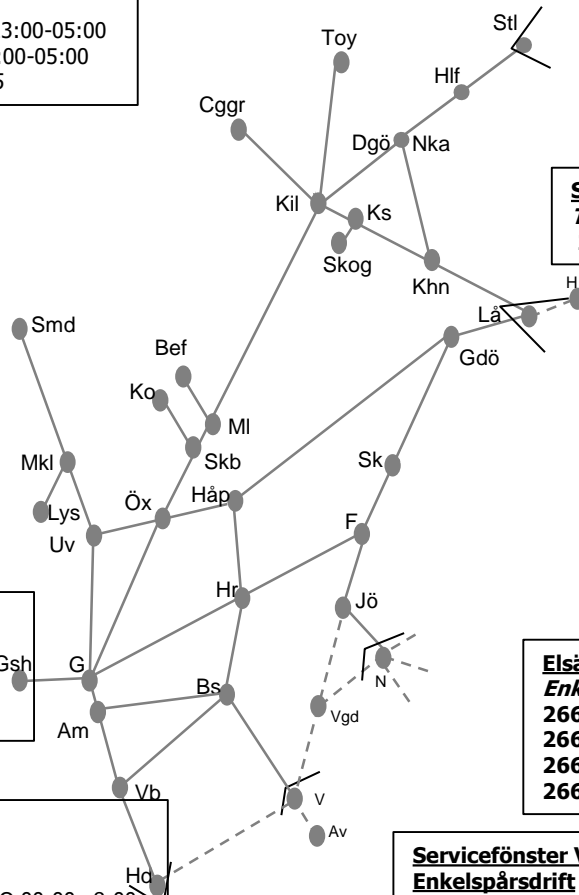 3:00-05:00
:00-05:00
5
Stl
Toy
Hlf
Cggr
Dgö
Nka
Kil
Ks
Skog
Khn
S
H
Lå
Smd
Gdö
Bef
Ko
Ml
Mkl
Skb
Sk
Lys
Öx
Håp
Uv
F
Hr
Jö
Gsh
G
Bs
N
Elsä
Enk
266
266
266
266
Am
Vgd
Vb
V
Av
Hd
Servicefönster V
Enkelspårsdrift